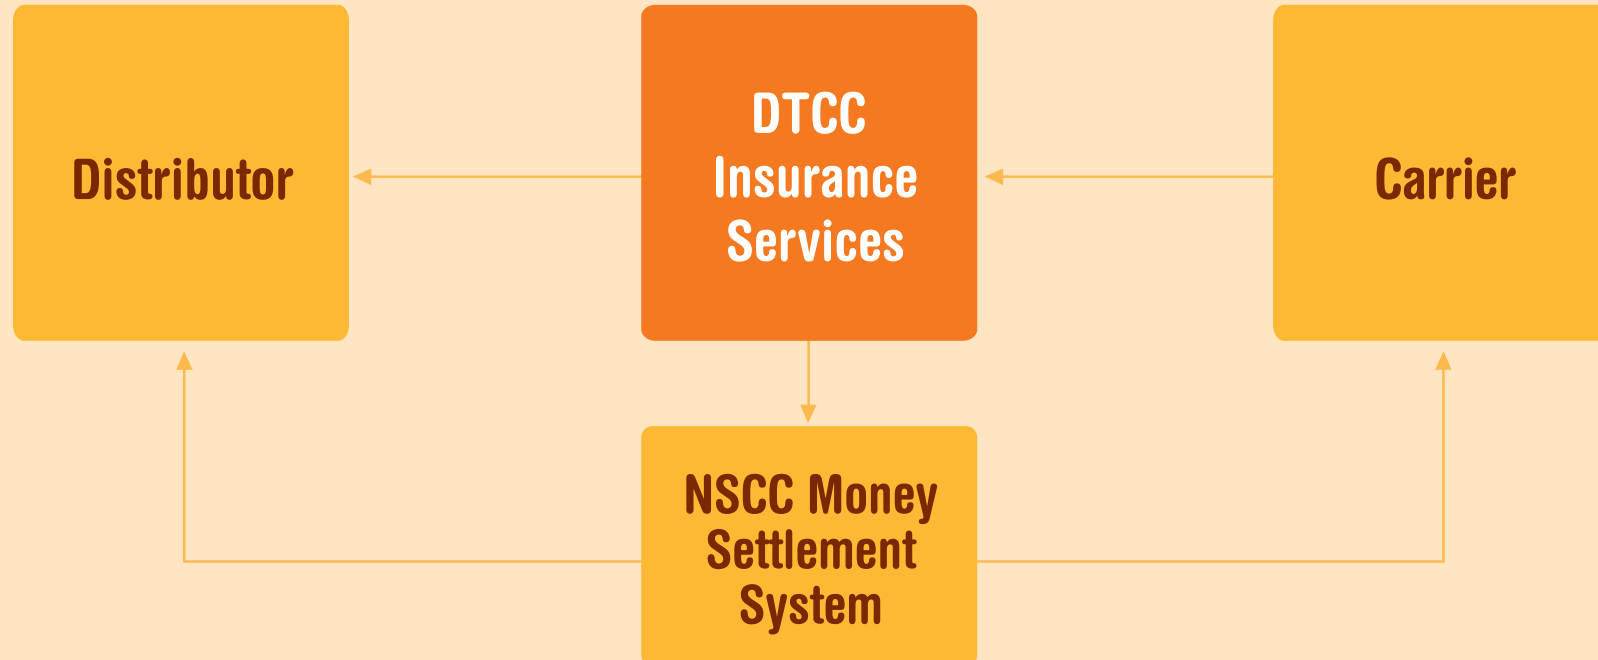 Distributor
DTCC
Insurance
Services
Carrier
NSCC Money
Settlement
System